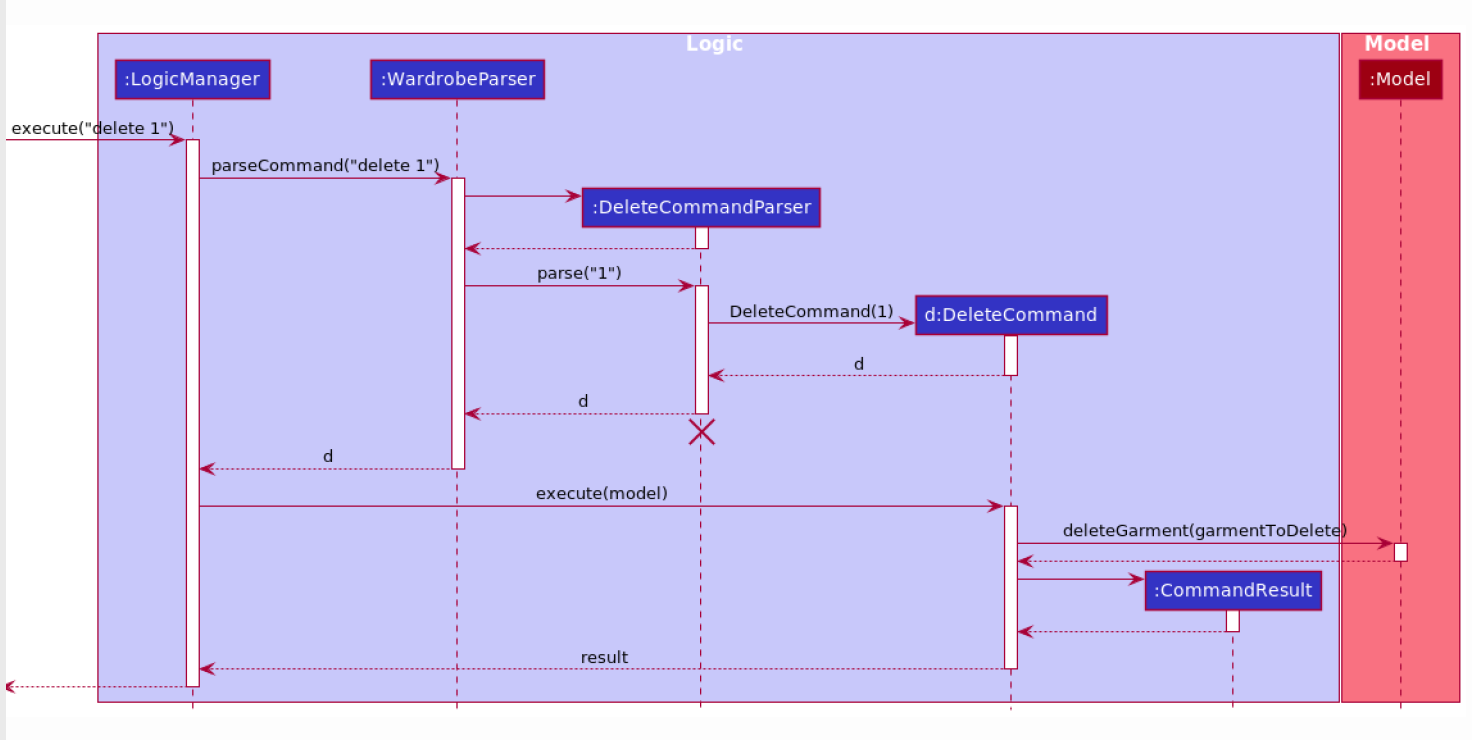 Logic
Model
:LogicManager
:WardrobeParser
:Model
execute("delete 1")
parseCommand("delete 1")
:DeleteCommandParser
parse("1")
DeleteCommand(1)
d:DeleteCommand
d
d
d
execute(model)
deleteGarment(garmentToDelete)
:CommandResult
result